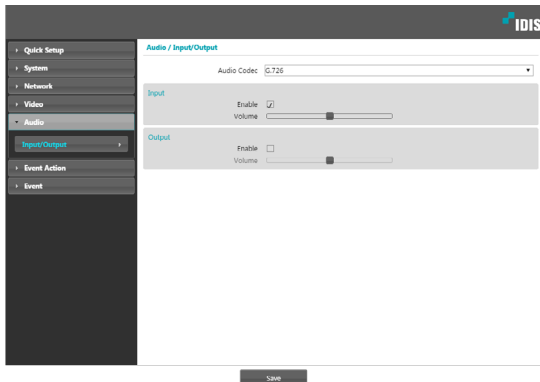 IDIS
Quick Setup
System
Network
Video
Audio
Input/Output
Event Action
Event
Audio / Input/Output
Audio Codec G.726
Input
Enable
Volume
Output
Enable
Volume
Save